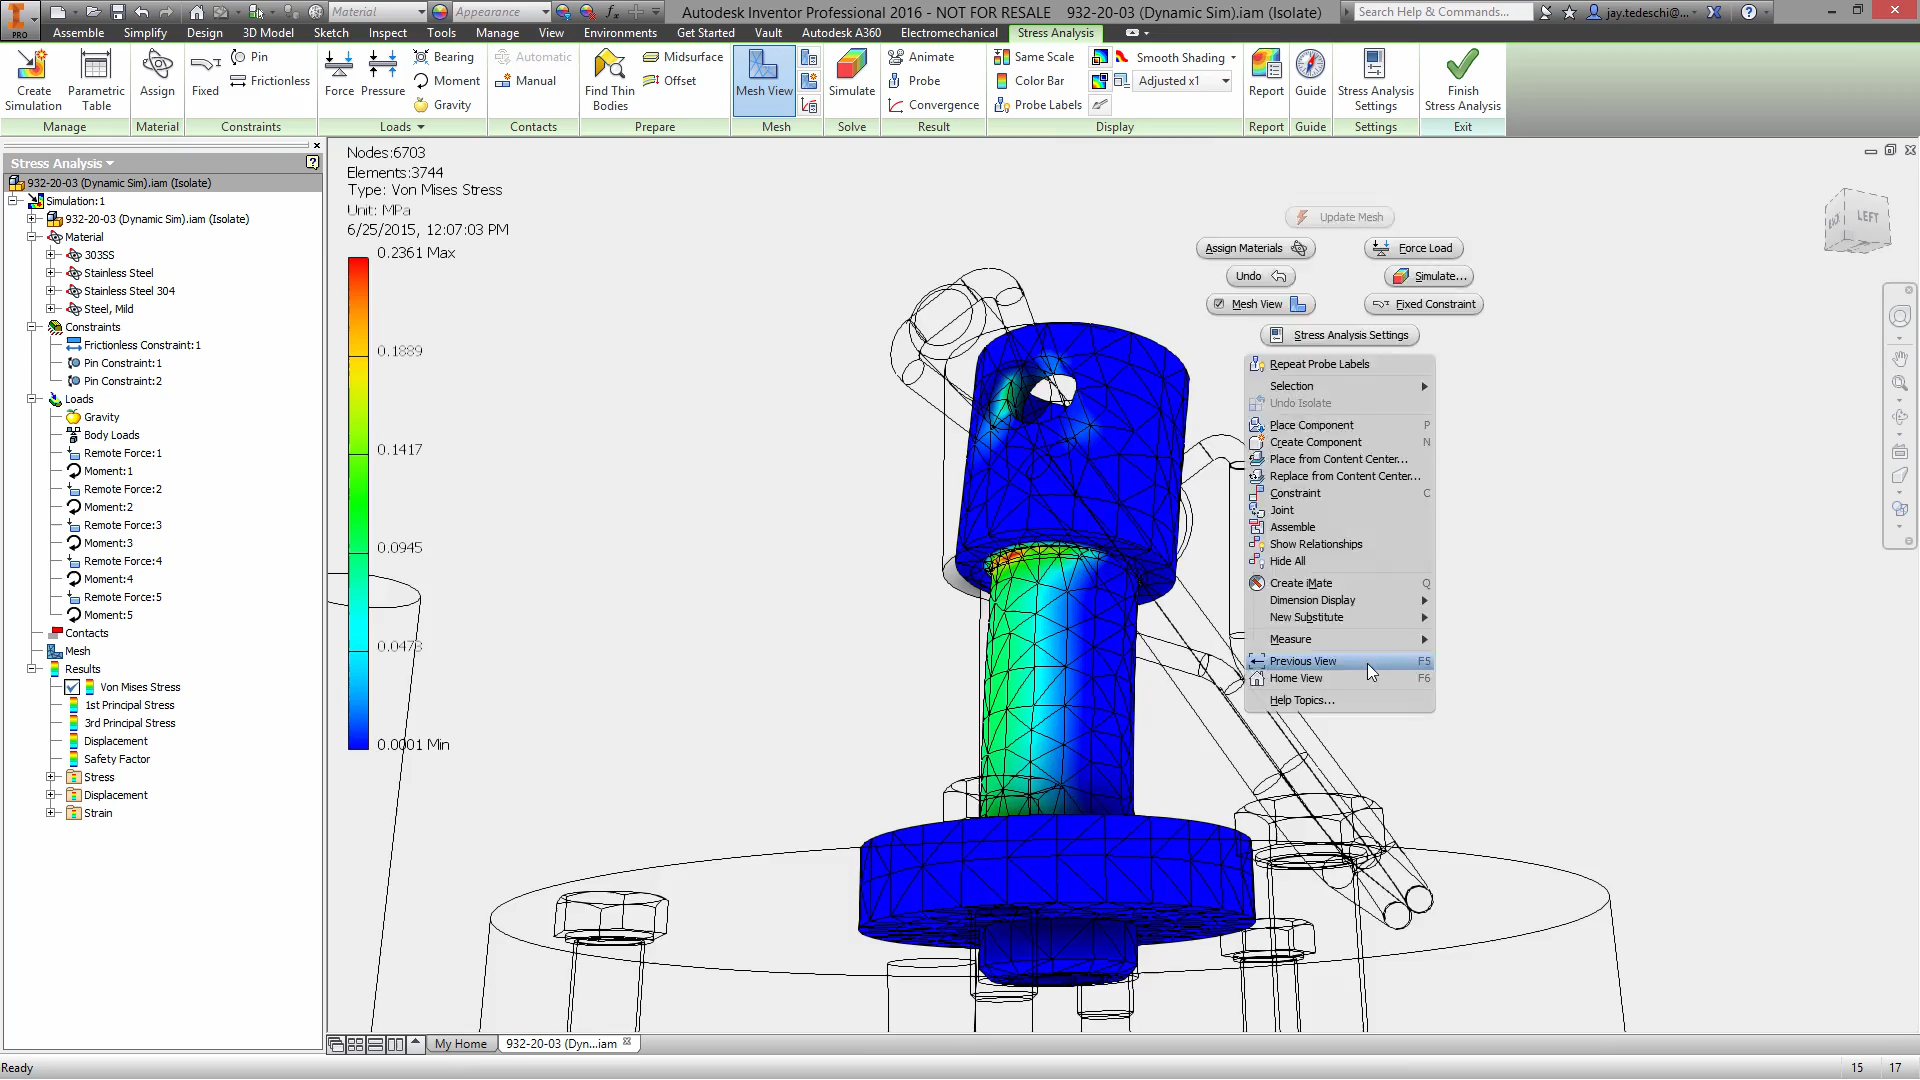 PRO
Material
Appearance
Autodesk Inventor Professional 2016 - NOT FOR RESALE 932-20-03 (Dynamic Sim).iam (Isolate)
Search Help & Commands...
jay.tedeschi@...
Assemble Simplify Design 3D Model Sketch Inspect Tools Manage View Environments Get Started Vault Autodesk A360 Electromechanical Stress Analysis
Create Simulation
Parametric Table
Manage
Assign
Material
Fixed
Pin
Frictionless
Constraints
Force
Pressure
Bearing
Moment
Gravity
Loads
Automatic
Manual
Contacts
Find Thin Bodies
Midsurface
Offset
Prepare
Mesh View
Mesh
Simulate
Solve
Animate
Probe
Convergence
Result
Same Scale
Color Bar
Probe Labels
Smooth Shading
Adjusted x1
Display
Report
Report
Guide
Guide
Stress Analysis Settings
Settings
Finish Stress Analysis
Exit
Stress Analysis
932-20-03 (Dynamic Sim).iam (Isolate)
Simulation:1
932-20-03 (Dynamic Sim).iam (Isolate)
Material
303SS
Stainless Steel
Stainless Steel 304
Steel, Mild
Constraints
Frictionless Constraint:1
Pin Constraint:1
Pin Constraint:2
Loads
Gravity
Body Loads
Remote Force:1
Moment:1
Remote Force:2
Moment:2
Remote Force:3
Moment:3
Remote Force:4
Moment:4
Remote Force:5
Moment:5
Contacts
Mesh
Results
Von Mises Stress
1st Principal Stress
3rd Principal Stress
Displacement
Safety Factor
Stress
Displacement
Strain
Nodes:6703
Elements:3744
Type: Von Mises Stress
Unit: MPa
6/25/2015, 12:07:03 PM
0.2361 Max
0.1889
0.1417
0.0945
0.0473
0.0001 Min
LEFT
Update Mesh
Assign Materials
Force Load
Undo
Simulate...
Mesh View
Fixed Constraint
Stress Analysis Settings
Repeat Probe Labels
Selection
Undo Isolate
Place Component P
Create Component N
Place from Content Center...
Replace from Content Center...
Constraint C
Joint
Assemble
Show Relationships
Hide All
Create iMate Q
Dimension Display
New Substitute
Measure
Previous View F5
Home View F6
Help Topics...
My Home
932-20-03 (Dyn...iam
Ready
15 17